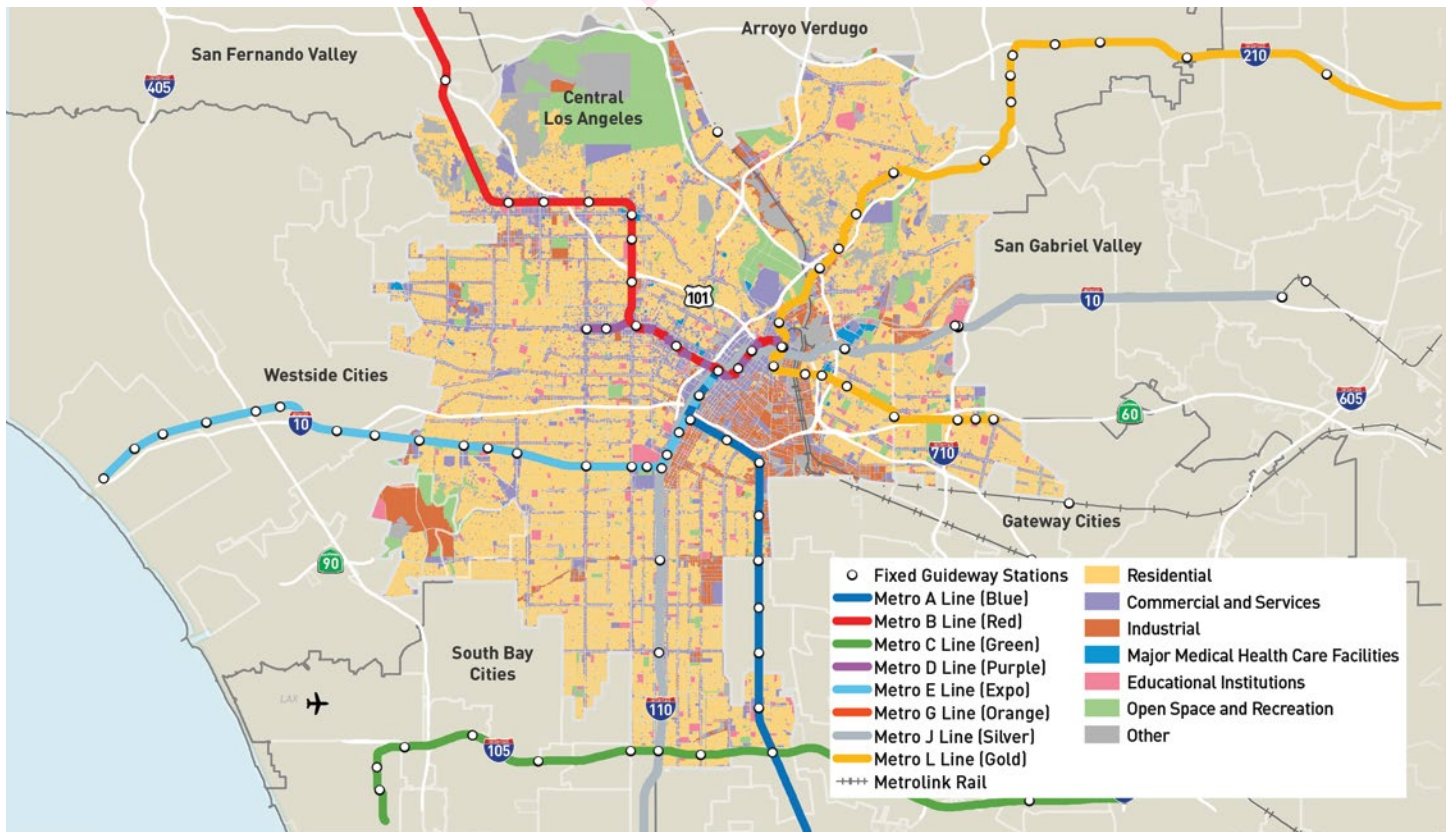 Arroyo Verdugo
San Fernando Valley
405
210
Central
Los Angeles
San Gabriel Valley
101
10
Westside Cities
10
605
60
710
Gateway Cities
90
South Bay
Cities
LAX
110
105
Fixed Guideway Stations
Metro A Line (Blue)
Metro B Line (Red)
Metro C Line (Green)
Metro D Line (Purple)
Metro E Line (Expo)
Metro G Line (Orange)
Metro J Line (Silver)
Metro L Line (Gold)
Metrolink Rail
Residential
Commercial and Services
Industrial
Major Medical Health Care Facilities
Educational Institutions
Open Space and Recreation
Other